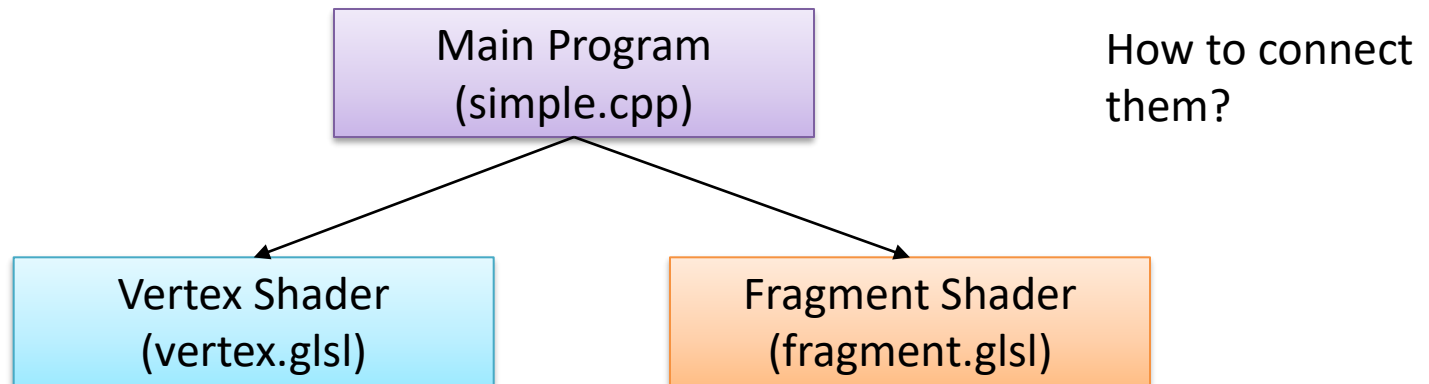 Main Program
(simple.cpp)
How to connect
them?
Vertex Shader
(vertex.glsl)
Fragment Shader
(fragment.glsl)